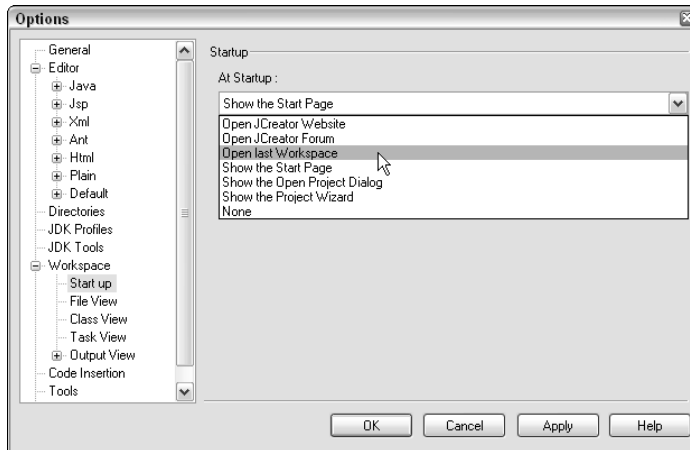 Options
General
Editor
Java
Jsp
Xml
Ant
Html
Plain
Default
Directories
JDK Profiles
JDK Tools
Workspace
Start up
File View
Class View
Task View
Output View
Code Insertion
Tools
Startup
At Startup :
Show the Start Page
Open JCreator Website
Open JCreator Forum
Open last Workspace
Show the Start Page
Show the Open Project Dialog
Show the Project Wizard
None
OK
Cancel
Apply
Help